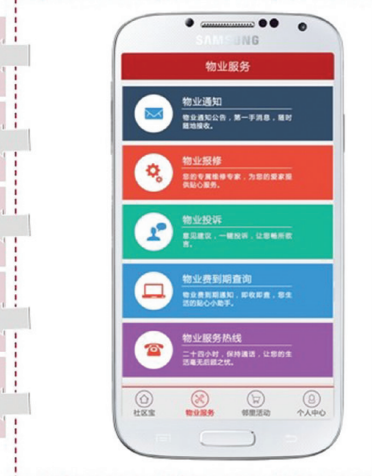 SAMSUNG
物业服务
物业通知
物业通知公告，第一手消息，随时
随地接收。
物业报修
您的专属维修专家，为您的爱家提
供贴心服务。
物业投诉
意见建议，一键投诉，让您畅所欲
言。
物业费到期查询
物业费到期通知，即收即查，您生
活的贴心小助手。
物业服务热线
二十四小时，保持通话，让您的生
活毫无后顾之忧。
社区宝
物业服务
邻里活动
个人中心